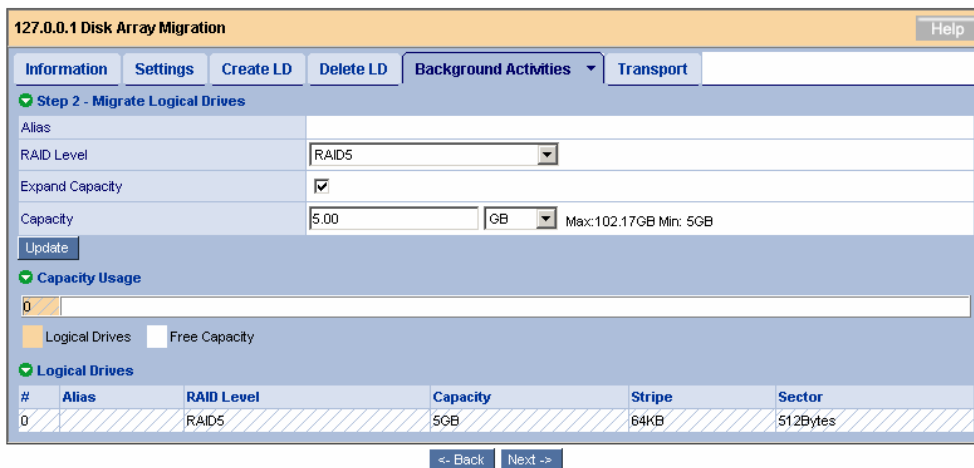 127.0.0.1 Disk Array Migration Help
Information Settings Create LD Delete LD Background Activities Transport
Step 2 - Migrate Logical Drives
Alias
RAID Level RAID5
Expand Capacity
Capacity 5.00 GB Max:102.17GB Min: 5GB
Update
Capacity Usage
0
Logical Drives Free Capacity
Logical Drives
# Alias RAID Level Capacity Stripe Sector
0 RAID5 5GB 64KB 512Bytes
<- Back Next ->